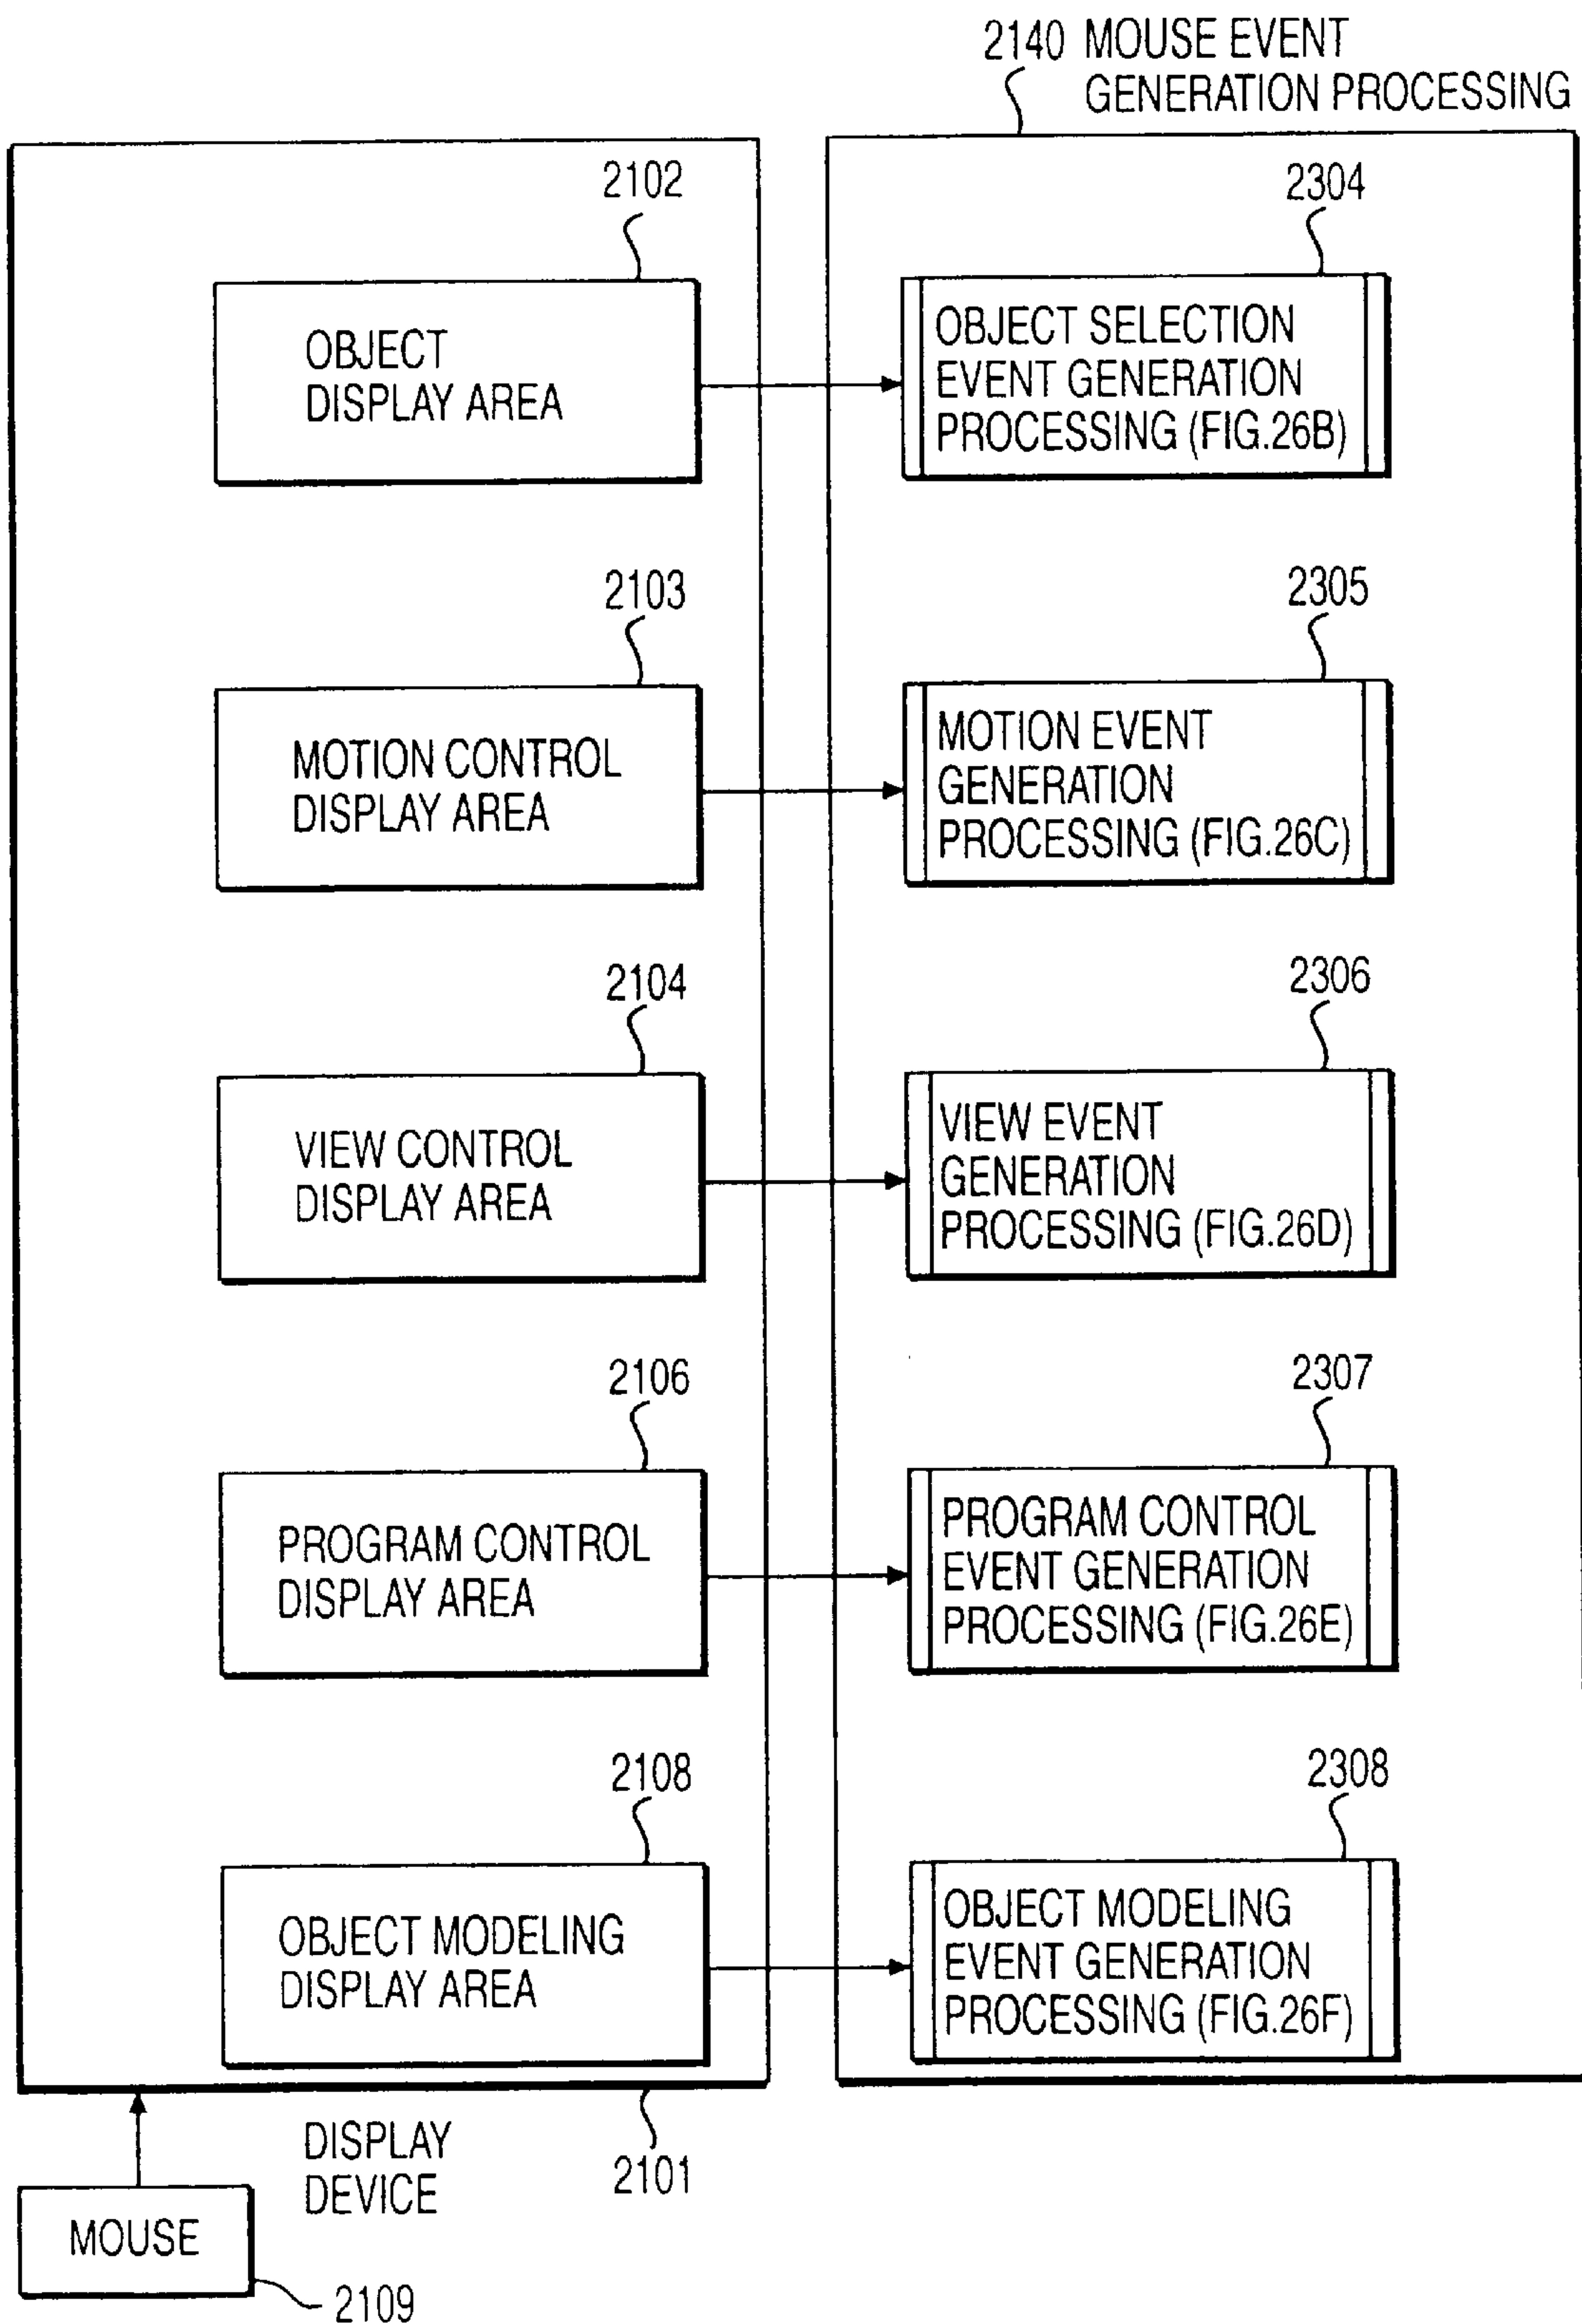 2140 MOUSE EVENT
GENERATION PROCESSING
2102
2304
OBJECT
DISPLAY AREA
OBJECT SELECTION
EVENT GENERATION
PROCESSING (FIG.26B)
2103
2305
MOTION CONTROL
DISPLAY AREA
MOTION EVENT
GENERATION
PROCESSING (FIG.26C)
2104
2306
VIEW CONTROL
DISPLAY AREA
VIEW EVENT
GENERATION
PROCESSING (FIG.26D)
2106
2307
PROGRAM CONTROL
DISPLAY AREA
PROGRAM CONTROL
EVENT GENERATION
PROCESSING (FIG.26E)
2108
2308
OBJECT MODELING
DISPLAY AREA
OBJECT MODELING
EVENT GENERATION
PROCESSING (FIG.26F)
DISPLAY
DEVICE
2101
MOUSE
2109